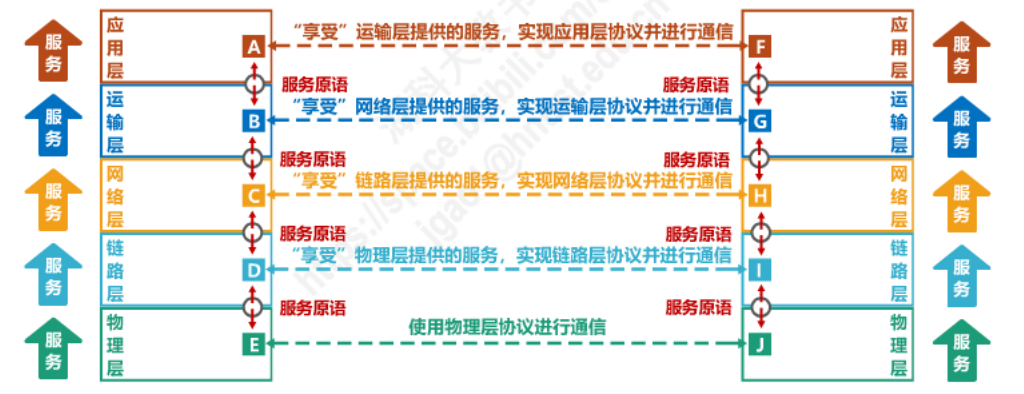 服务
应用层
A
“享受”运输层提供的服务，实现应用层协议并进行通信
F
应用层
服务
服务原语
服务原语
服务
运输层
B
“享受”网络层提供的服务，实现运输层协议并进行通信
G
运输层
服务
服务原语
服务原语
服务
网络层
C
“享受”链路层提供的服务，实现网络层协议并进行通信
H
网络层
服务
服务原语
服务原语
服务
链路层
D
“享受”物理层提供的服务，实现链路层协议并进行通信
I
链路层
服务
服务原语
服务原语
服务
物理层
E
使用物理层协议进行通信
J
物理层
服务